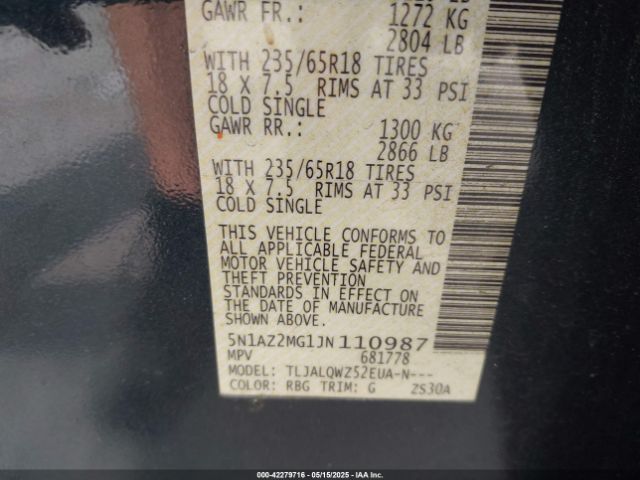 GAWR FR.: 1272 KG
2804 LB
WITH 235/65R18 TIRES
18 X 7.5 RIMS AT 33 PSI
COLD SINGLE
GAWR RR.: 1300 KG
2866 LB
WITH 235/65R18 TIRES
18 X 7.5 RIMS AT 33 PSI
COLD SINGLE
THIS VEHICLE CONFORMS TO
ALL APPLICABLE FEDERAL
MOTOR VEHICLE SAFETY AND
THEFT PREVENTION
STANDARDS IN EFFECT ON
THE DATE OF MANUFACTURE
SHOWN ABOVE.
5N1AZ2MG1JN110987
MPV 681778
MODEL: TLJALQWZ52EUA-N---
COLOR: RBG TRIM: G ZS30A
000-42279716 - 05/15/2025 - IAAI.COM